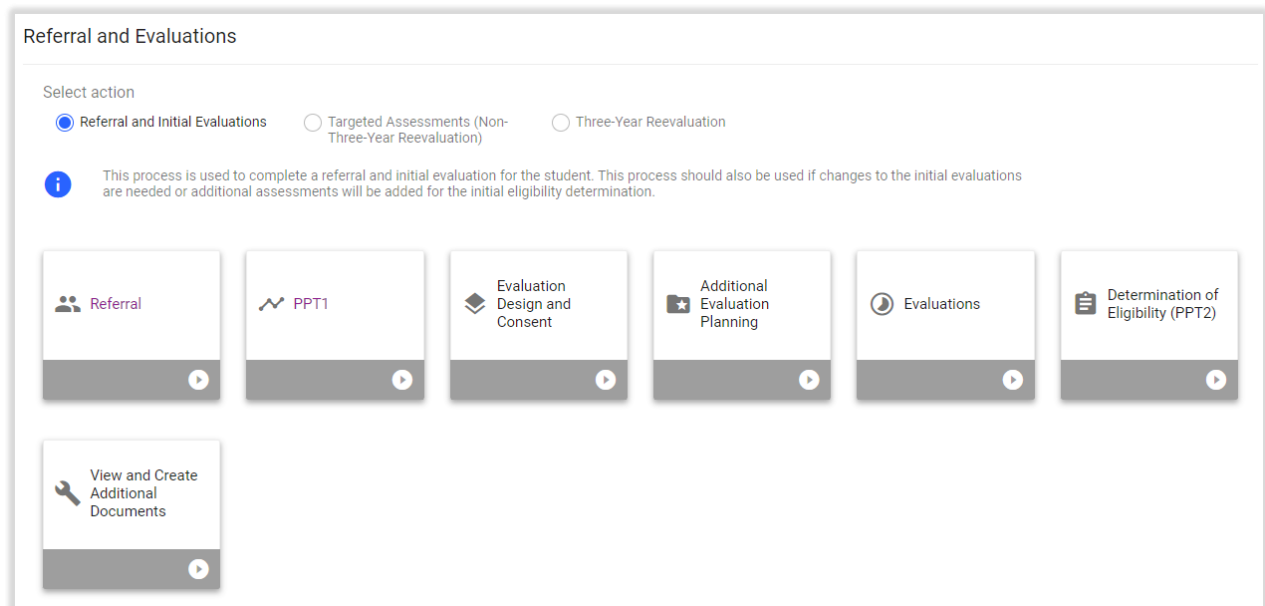 Referral and Evaluations
Select action
Referral and Initial Evaluations
Targeted Assessments (Non-
Three-Year Reevaluation)
Three-Year Reevaluation
This process is used to complete a referral and initial evaluation for the student. This process should also be used if changes to the initial evaluations
are needed or additional assessments will be added for the initial eligibility determination.
Referral
PPT1
Evaluation
Design and
Consent
Additional
Evaluation
Planning
Evaluations
Determination of
Eligibility (PPT2)
View and Create
Additional
Documents